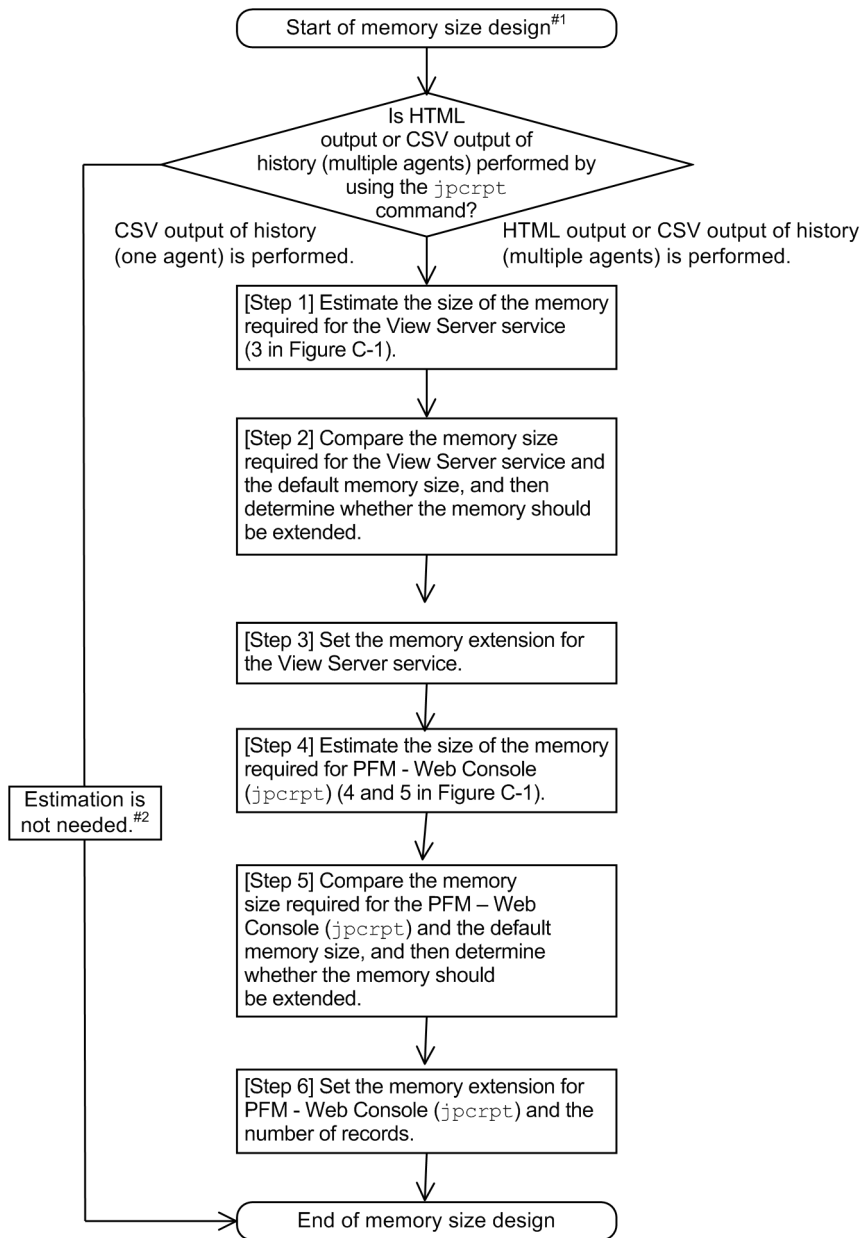 Start of memory size design#1
Is HTML
output or CSV output of
history (multiple agents) performed by
using the jpcrpt
command?
CSV output of history
(one agent) is performed.
HTML output or CSV output of history
(multiple agents) is performed.
[Step 1] Estimate the size of the memory
required for the View Server service
(3 in Figure C-1).
[Step 2] Compare the memory size
required for the View Server service and
the default memory size, and then
determine whether the memory should
be extended.
[Step 3] Set the memory extension for
the View Server service.
[Step 4] Estimate the size of the memory
required for PFM - Web Console
(jpcrpt) (4 and 5 in Figure C-1).
Estimation is
not needed.#2
[Step 5] Compare the memory
size required for the PFM – Web
Console (jpcrpt) and the default
memory size, and then determine
whether the memory should
be extended.
[Step 6] Set the memory extension for
PFM - Web Console (jpcrpt) and the
number of records.
End of memory size design